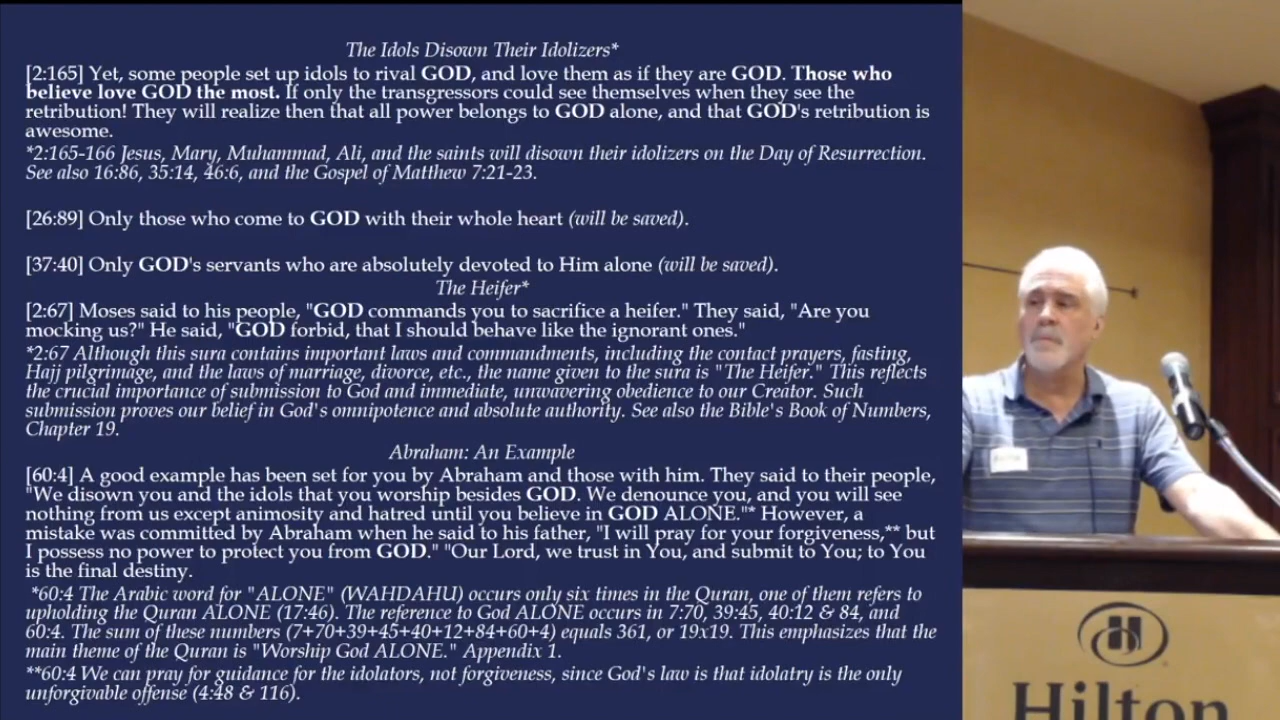 The Idols Disown Their Idolizers*
[2:165] Yet, some people set up idols to rival GOD, and love them as if they are GOD. Those who
believe love GOD the most. If only the transgressors could see themselves when they see the
retribution! They will realize then that all power belongs to GOD alone, and that GOD's retribution is
awesome.
*2:165-166 Jesus, Mary, Muhammad, Ali, and the saints will disown their idolizers on the Day of Resurrection.
See also 16:86, 35:14, 46:6, and the Gospel of Matthew 7:21-23.
[26:89] Only those who come to GOD with their whole heart (will be saved).
[37:40] Only GOD's servants who are absolutely devoted to Him alone (will be saved).
The Heifer*
[2:67] Moses said to his people, "GOD commands you to sacrifice a heifer." They said, "Are you
mocking us?" He said, "GOD forbid, that I should behave like the ignorant ones."
*2:67 Although this sura contains important laws and commandments, including the contact prayers, fasting,
Hajj pilgrimage, and the laws of marriage, divorce, etc., the name given to the sura is "The Heifer." This reflects
the crucial importance of submission to God and immediate, unwavering obedience to our Creator. Such
submission proves our belief in God's omnipotence and absolute authority. See also the Bible's Book of Numbers,
Chapter 19.
Abraham: An Example
[60:4] A good example has been set for you by Abraham and those with him. They said to their people,
"We disown you and the idols that you worship besides GOD. We denounce you, and you will see
nothing from us except animosity and hatred until you believe in GOD ALONE."* However, a
mistake was committed by Abraham when he said to his father, "I will pray for your forgiveness,** but
I possess no power to protect you from GOD." "Our Lord, we trust in You, and submit to You; to You
is the final destiny.
*60:4 The Arabic word for "ALONE" (WAHDAHU) occurs only six times in the Quran, one of them refers to
upholding the Quran ALONE (17:46). The reference to God ALONE occurs in 7:70, 39:45, 40:12 & 84, and
60:4. The sum of these numbers (7+70+39+45+40+12+84+60+4) equals 361, or 19x19. This emphasizes that the
main theme of the Quran is "Worship God ALONE." Appendix 1.
**60:4 We can pray for guidance for the idolators, not forgiveness, since God's law is that idolatry is the only
unforgivable offense (4:48 & 116).
Hilton